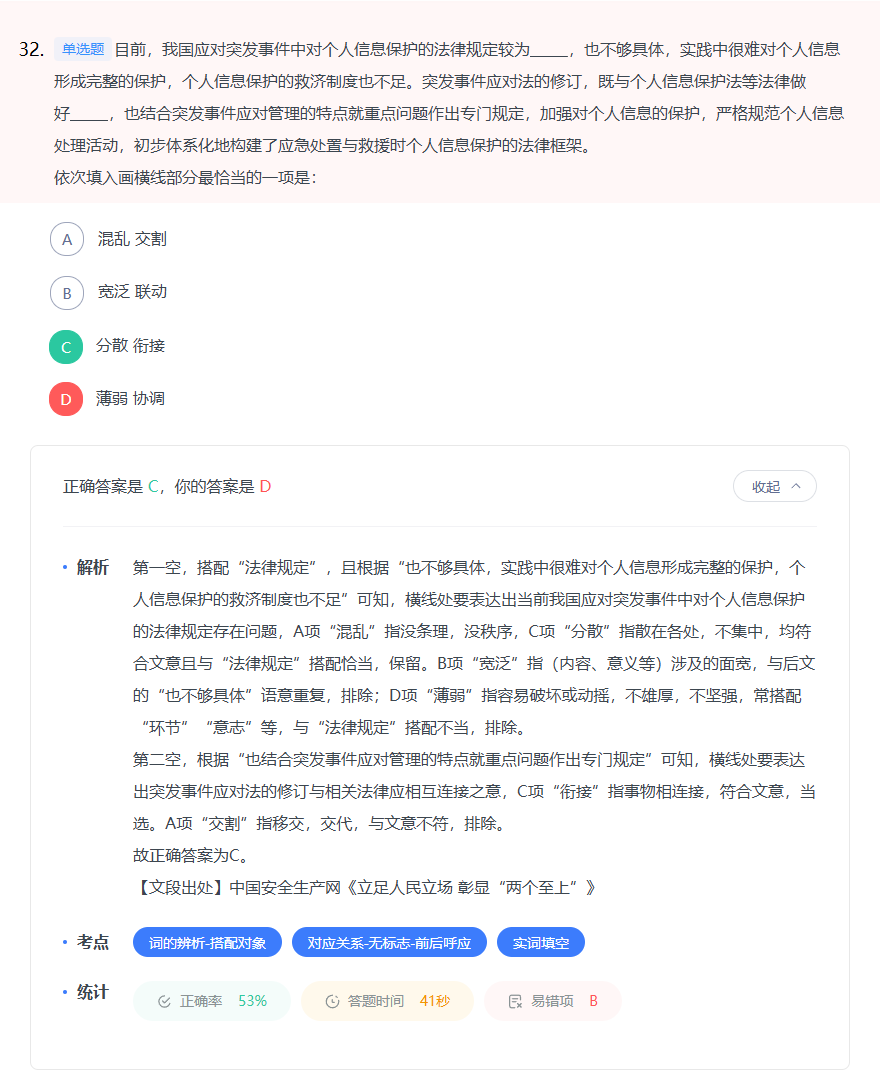 32. 单选题 目前，我国应对突发事件中对个人信息保护的法律规定较为_____，也不够具体，实践中很难对个人信息
形成完整的保护，个人信息保护的救济制度也不足。突发事件应对法的修订，既与个人信息保护法等法律做
好_____，也结合突发事件应对管理的特点就重点问题作出专门规定，加强对个人信息的保护，严格规范个人信息
处理活动，初步体系化地构建了应急处置与救援时个人信息保护的法律框架。
依次填入画横线部分最恰当的一项是：
A 混乱 交割
B 宽泛 联动
C 分散 衔接
D 薄弱 协调
正确答案是 C，你的答案是 D 收起
• 解析 第一空，搭配“法律规定”，且根据“也不够具体，实践中很难对个人信息形成完整的保护，个
人信息保护的救济制度也不足”可知，横线处要表达出当前我国应对突发事件中对个人信息保护
的法律规定存在问题，A项“混乱”指没条理，没秩序，C项“分散”指散在各处，不集中，均符
合文意且与“法律规定”搭配恰当，保留。B项“宽泛”指（内容、意义等）涉及的面宽，与后文
的“也不够具体”语意重复，排除；D项“薄弱”指容易破坏或动摇，不雄厚，不坚强，常搭配
“环节”“意志”等，与“法律规定”搭配不当，排除。
第二空，根据“也结合突发事件应对管理的特点就重点问题作出专门规定”可知，横线处要表达
出突发事件应对法的修订与相关法律应相互连接之意，C项“衔接”指事物相连接，符合文意，当
选。A项“交割”指移交，交代，与文意不符，排除。
故正确答案为C。
【文段出处】中国安全生产网《立足人民立场 彰显“两个至上”》
• 考点 词的辨析-搭配对象 对应关系-无标志-前后呼应 实词填空
• 统计 正确率 53% 答题时间 41秒 易错项 B